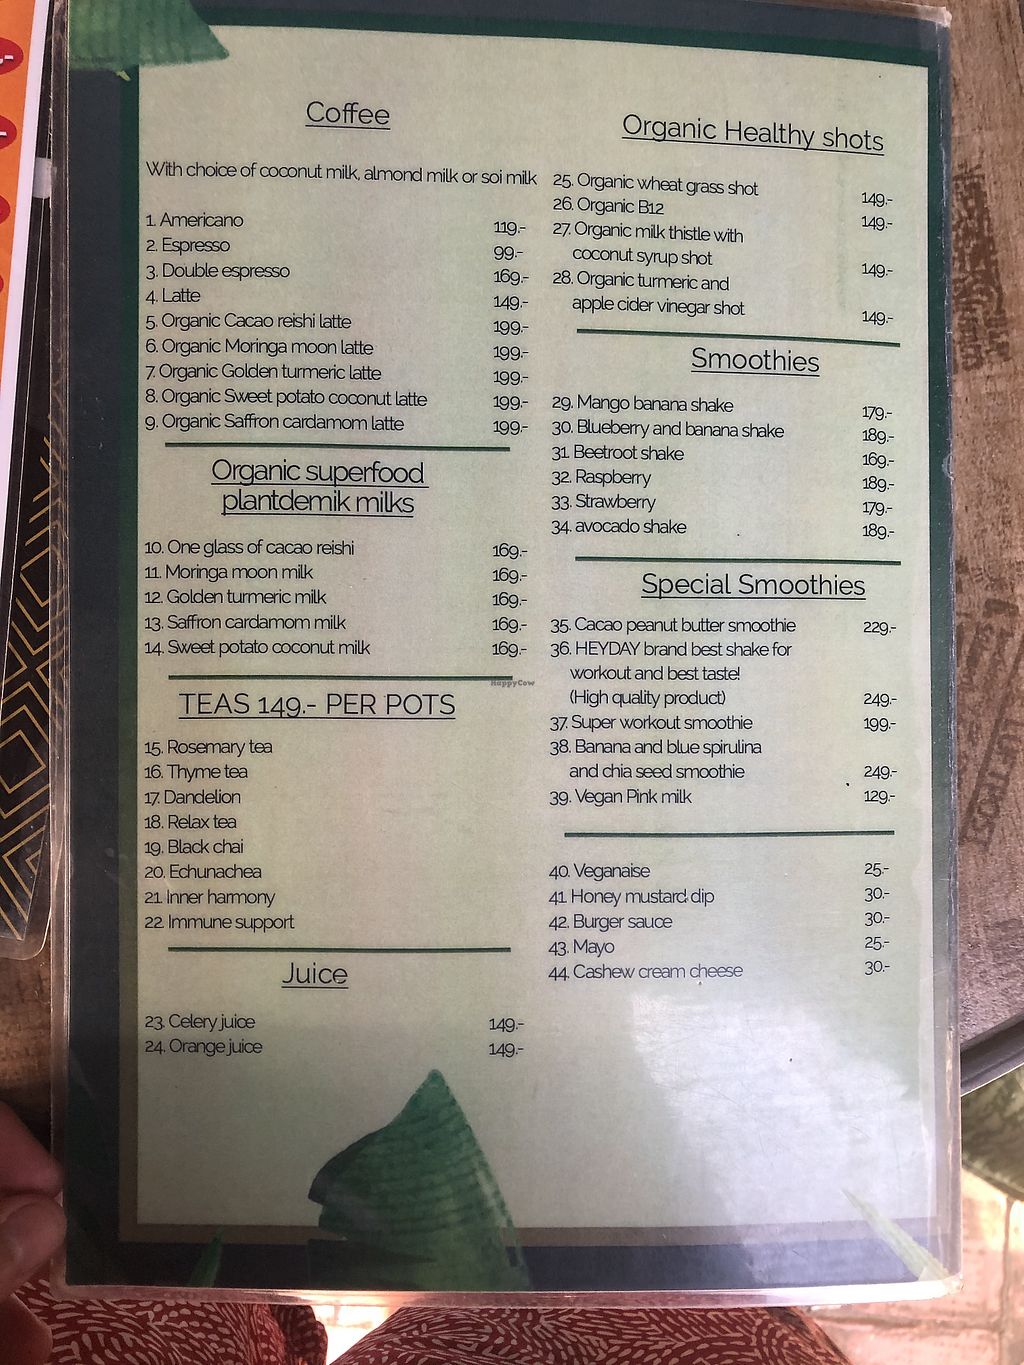 Coffee
With choice of coconut milk, almond milk or soi milk
1. Americano 119.-
2. Espresso 99.-
3. Double espresso 169.-
4. Latte 149.-
5. Organic Cacao reishi latte 199.-
6. Organic Moringa moon latte 199.-
7. Organic Golden turmeric latte 199.-
8. Organic Sweet potato coconut latte 199.-
9. Organic Saffron cardamom latte 199.-
Organic superfood
plantdemik milks
10. One glass of cacao reishi 169.-
11. Moringa moon milk 169.-
12. Golden turmeric milk 169.-
13. Saffron cardamom milk 169.-
14. Sweet potato coconut milk 169.-
TEAS 149.- PER POTS
15. Rosemary tea
16. Thyme tea
17. Dandelion
18. Relax tea
19. Black chai
20. Echunachea
21. Inner harmony
22. Immune support
Juice
23. Celery juice 149.-
24. Orange juice 149.-
Organic Healthy shots
25. Organic wheat grass shot 149.-
26. Organic B12 149.-
27. Organic milk thistle with
coconut syrup shot 149.-
28. Organic turmeric and
apple cider vinegar shot 149.-
Smoothies
29. Mango banana shake 179.-
30. Blueberry and banana shake 189.-
31. Beetroot shake 169.-
32. Raspberry 189.-
33. Strawberry 179.-
34. avocado shake 189.-
Special Smoothies
35. Cacao peanut butter smoothie 229.-
36. HEYDAY brand best shake for
workout and best taste!
(High quality product) 249.-
37. Super workout smoothie 199.-
38. Banana and blue spirulina
and chia seed smoothie 249.-
39. Vegan Pink milk 129.-
40. Veganaise 25.-
41. Honey mustard dip 30.-
42. Burger sauce 30.-
43. Mayo 25.-
44. Cashew cream cheese 30.-
HappyCow